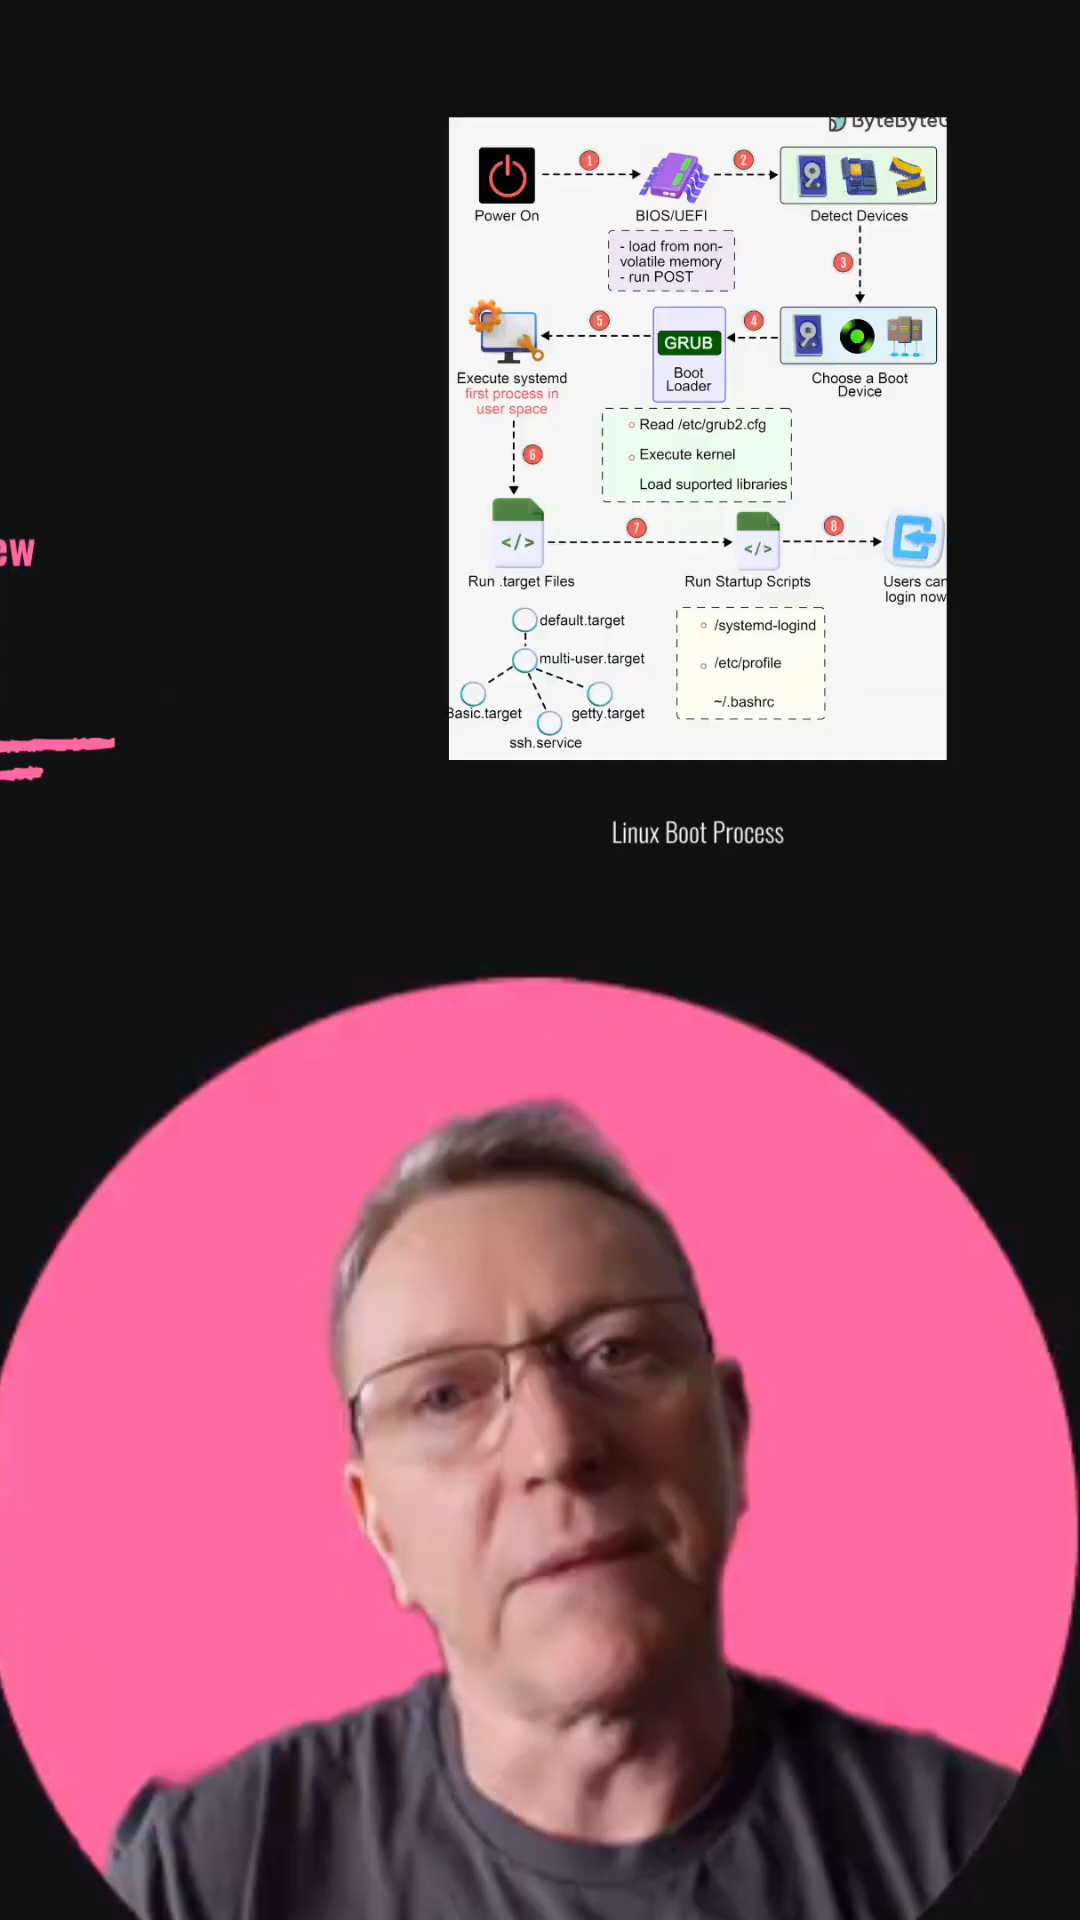 ByteByteG
1
2
Power On
BIOS/UEFI
Detect Devices
- load from non-
volatile memory
- run POST
3
5
4
GRUB
Boot
Loader
Execute systemd
first process in
user space
Choose a Boot
Device
Read /etc/grub2.cfg
Execute kernel
Load suported libraries
6
ew
7
8
</>
</>
Run .target Files
Run Startup Scripts
Users can
login now
default.target
multi-user.target
Basic.target
getty.target
ssh.service
/systemd-logind
/etc/profile
~/.bashrc
Linux Boot Process